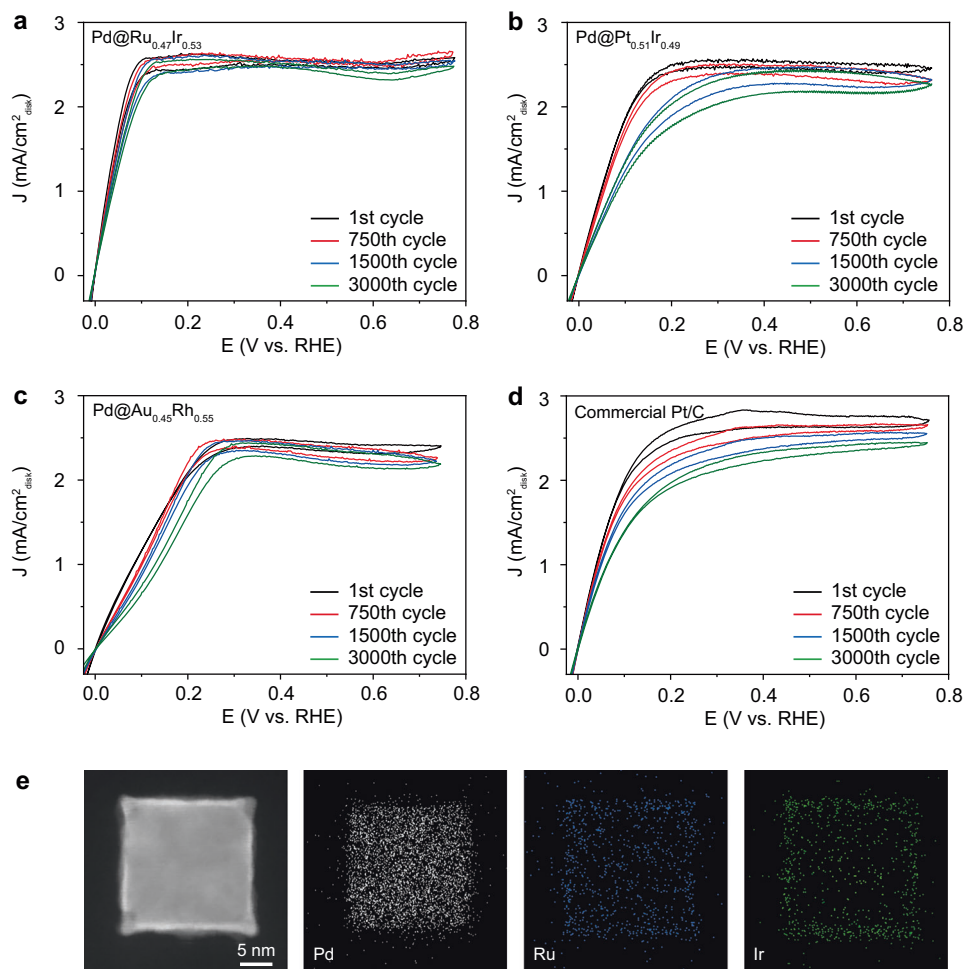 a
Pd@Ru0.47Ir0.53
3
2
1
0
J (mA/cm2disk)
1st cycle
750th cycle
1500th cycle
3000th cycle
0.0 0.2 0.4 0.6 0.8
E (V vs. RHE)
b
Pd@Pt0.51Ir0.49
3
2
1
0
J (mA/cm2disk)
1st cycle
750th cycle
1500th cycle
3000th cycle
0.0 0.2 0.4 0.6 0.8
E (V vs. RHE)
c
Pd@Au0.45Rh0.55
3
2
1
0
J (mA/cm2disk)
1st cycle
750th cycle
1500th cycle
3000th cycle
0.0 0.2 0.4 0.6 0.8
E (V vs. RHE)
d
Commercial Pt/C
3
2
1
0
J (mA/cm2disk)
1st cycle
750th cycle
1500th cycle
3000th cycle
0.0 0.2 0.4 0.6 0.8
E (V vs. RHE)
e
5 nm
Pd
Ru
Ir